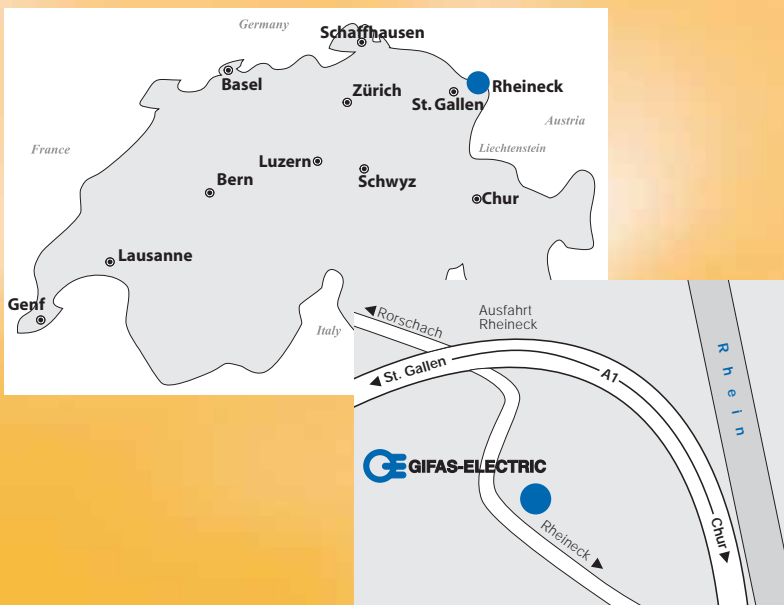 Germany
Schaffhausen
Basel
Zürich
Rheineck
St. Gallen
Austria
France
Liechtenstein
Luzern
Schwyz
Bern
Chur
Lausanne
Genf
Italy
Rorschach
Ausfahrt
Rheineck
St. Gallen
A1
Rhein
GIFAS-ELECTRIC
Rheineck
Chur